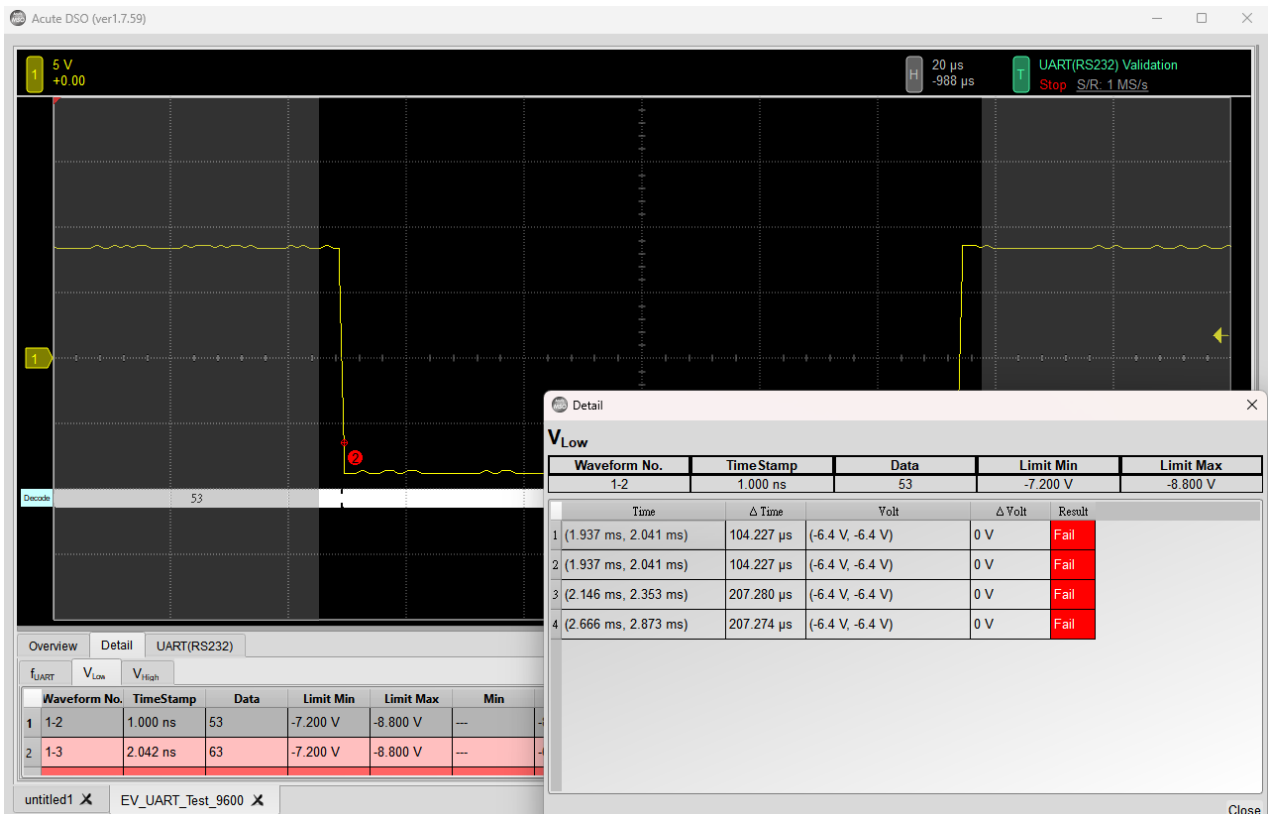 Acute DSO (ver1.7.59)
1 5 V
+0.00
H 20 µs
-988 µs
T UART(RS232) Validation
Stop S/R: 1 MS/s
1
2
Decode 53
Overview Detail UART(RS232)
fUART VLow VHigh
Waveform No. TimeStamp Data Limit Min Limit Max Min
1 1-2 1.000 ns 53 -7.200 V -8.800 V ---
2 1-3 2.042 ns 63 -7.200 V -8.800 V ---
untitled1 EV_UART_Test_9600
Detail
VLow
Waveform No. TimeStamp Data Limit Min Limit Max
1-2 1.000 ns 53 -7.200 V -8.800 V
Time Δ Time Volt Δ Volt Result
1 (1.937 ms, 2.041 ms) 104.227 µs (-6.4 V, -6.4 V) 0 V Fail
2 (1.937 ms, 2.041 ms) 104.227 µs (-6.4 V, -6.4 V) 0 V Fail
3 (2.146 ms, 2.353 ms) 207.280 µs (-6.4 V, -6.4 V) 0 V Fail
4 (2.666 ms, 2.873 ms) 207.274 µs (-6.4 V, -6.4 V) 0 V Fail
Close